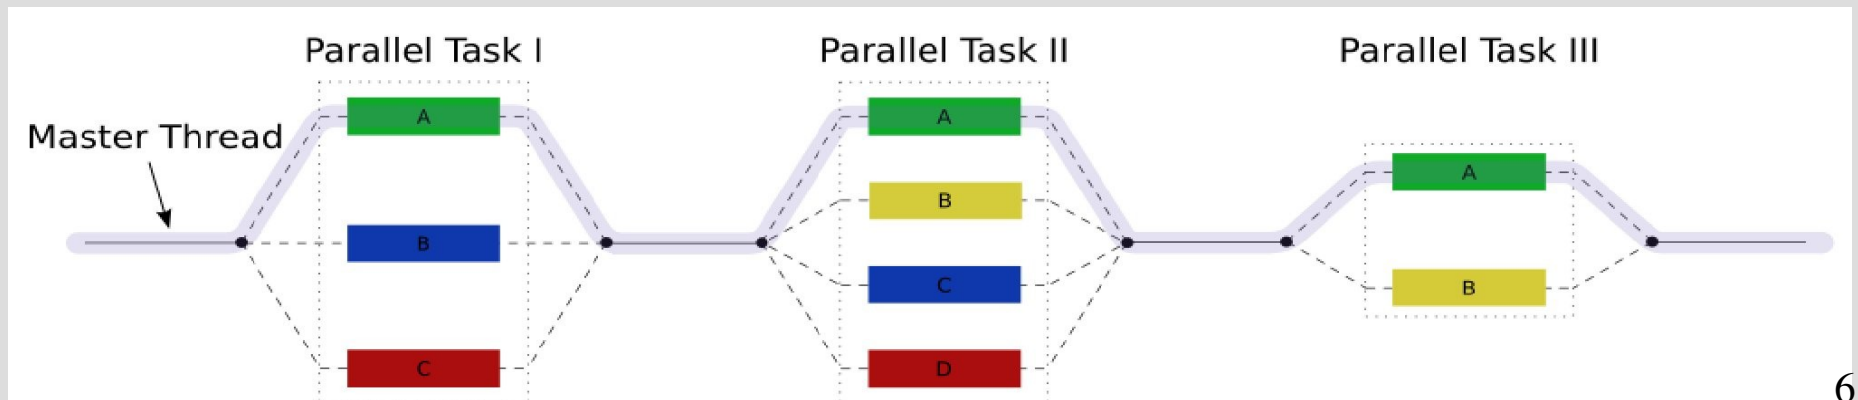 Parallel Task I
Parallel Task II
Parallel Task III
Master Thread
A
B
C
A
B
C
D
A
B
6